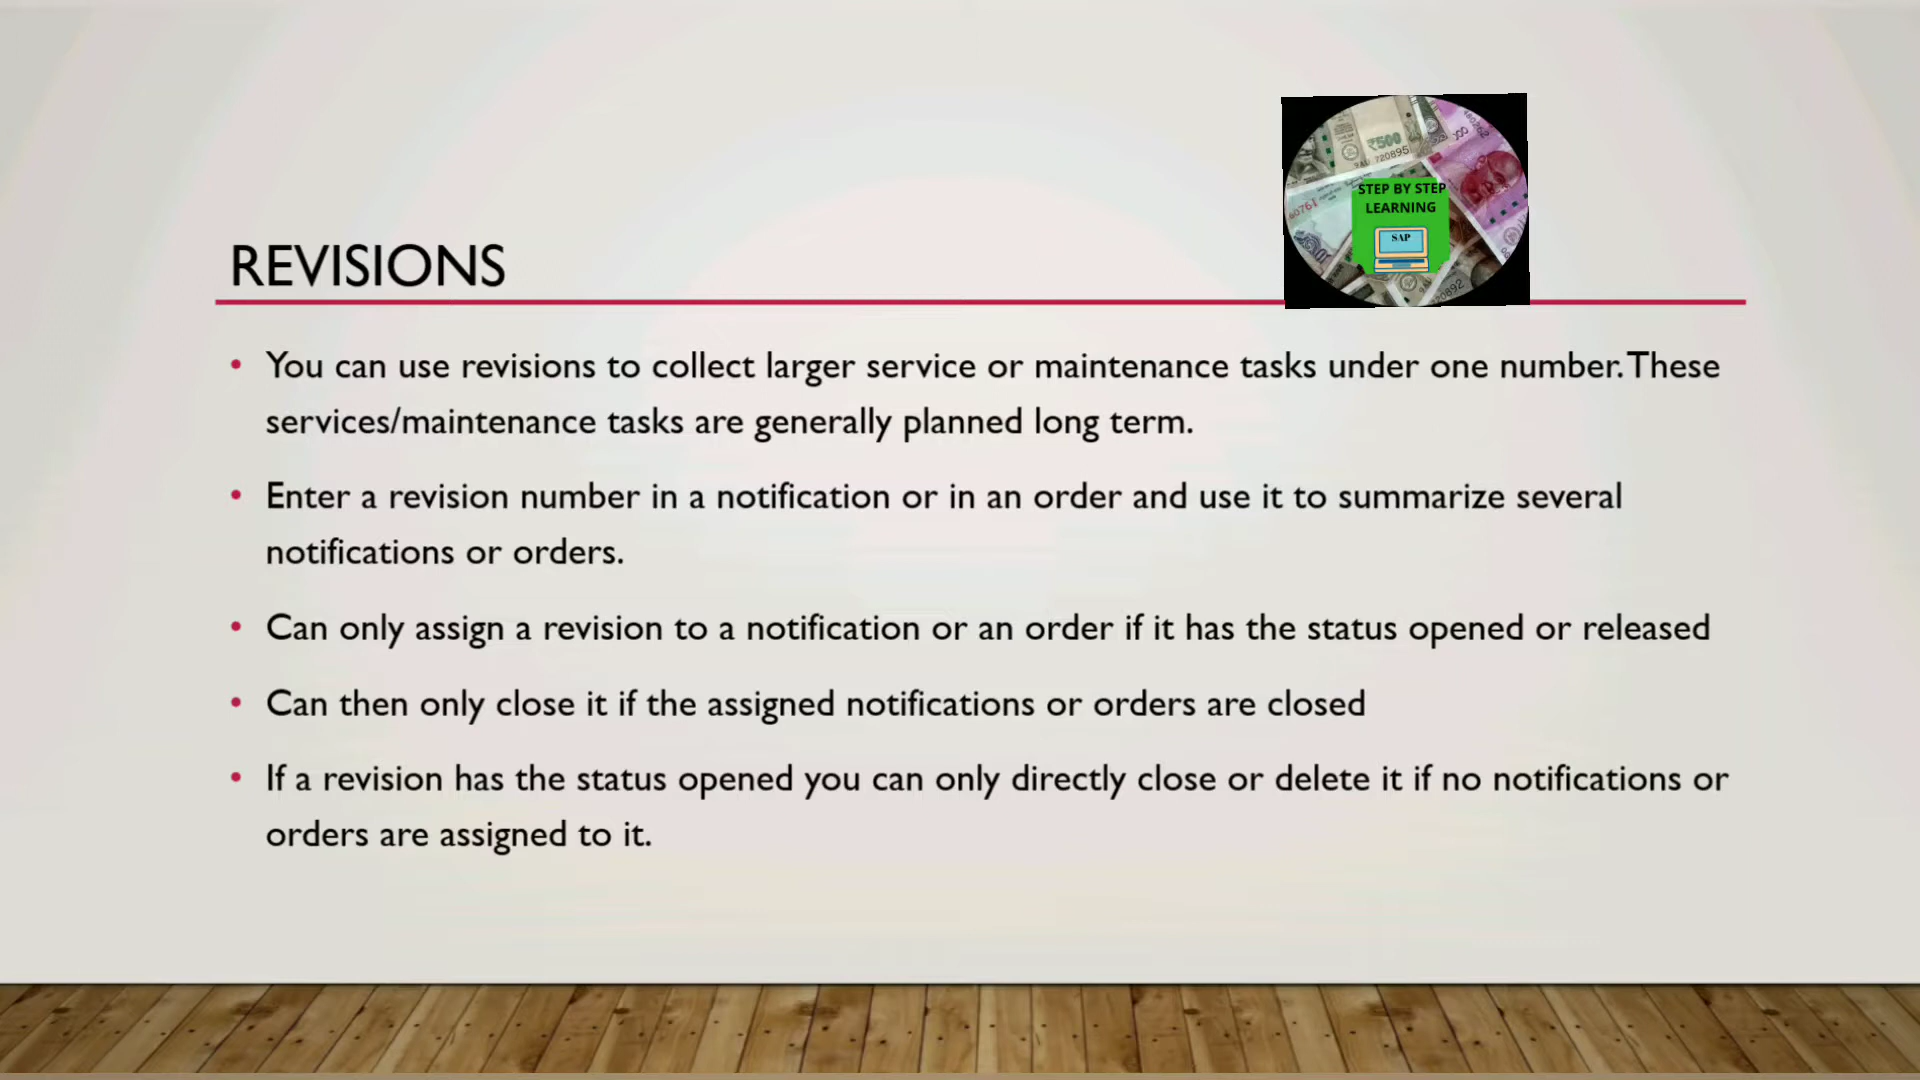 ₹500
9AU 720895
STEP BY STEP
LEARNING
SAP
REVISIONS
• You can use revisions to collect larger service or maintenance tasks under one number. These
services/maintenance tasks are generally planned long term.
• Enter a revision number in a notification or in an order and use it to summarize several
notifications or orders.
• Can only assign a revision to a notification or an order if it has the status opened or released
• Can then only close it if the assigned notifications or orders are closed
• If a revision has the status opened you can only directly close or delete it if no notifications or
orders are assigned to it.